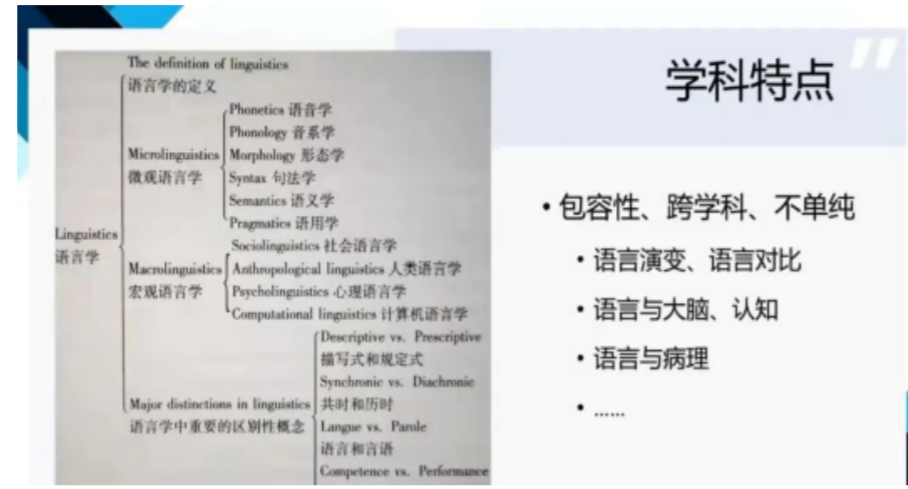 The definition of linguistics
语言学的定义
Phonetics 语音学
Phonology 音系学
Microlinguistics
Morphology 形态学
微观语言学
Syntax 句法学
Semantics 语义学
Pragmatics 语用学
Linguistics
语言学
Sociolinguistics 社会语言学
Macrolinguistics
Anthropological linguistics 人类语言学
宏观语言学
Psycholinguistics 心理语言学
Computational linguistics 计算机语言学
Descriptive vs. Prescriptive
描写式和规定式
Synchronic vs. Diachronic
Major distinctions in linguistics
共时和历时
语言学中重要的区别性概念
Langue vs. Parole
语言和言语
Competence vs. Performance
学科特点
• 包容性、跨学科、不单纯
• 语言演变、语言对比
• 语言与大脑、认知
• 语言与病理
• ......